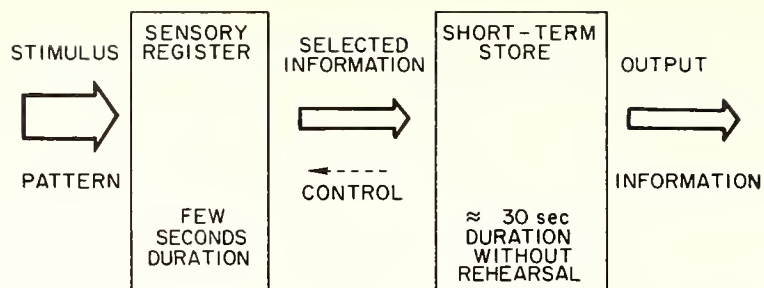 STIMULUS
PATTERN
SENSORY
REGISTER
FEW
SECONDS
DURATION
SELECTED
INFORMATION
CONTROL
SHORT-TERM
STORE
≈ 30 sec
DURATION
WITHOUT
REHEARSAL
OUTPUT
INFORMATION